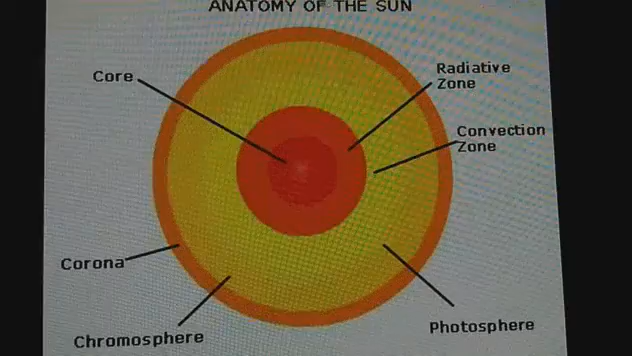 ANATOMY OF THE SUN
Core
Radiative
Zone
Convection
Zone
Corona
Chromosphere
Photosphere